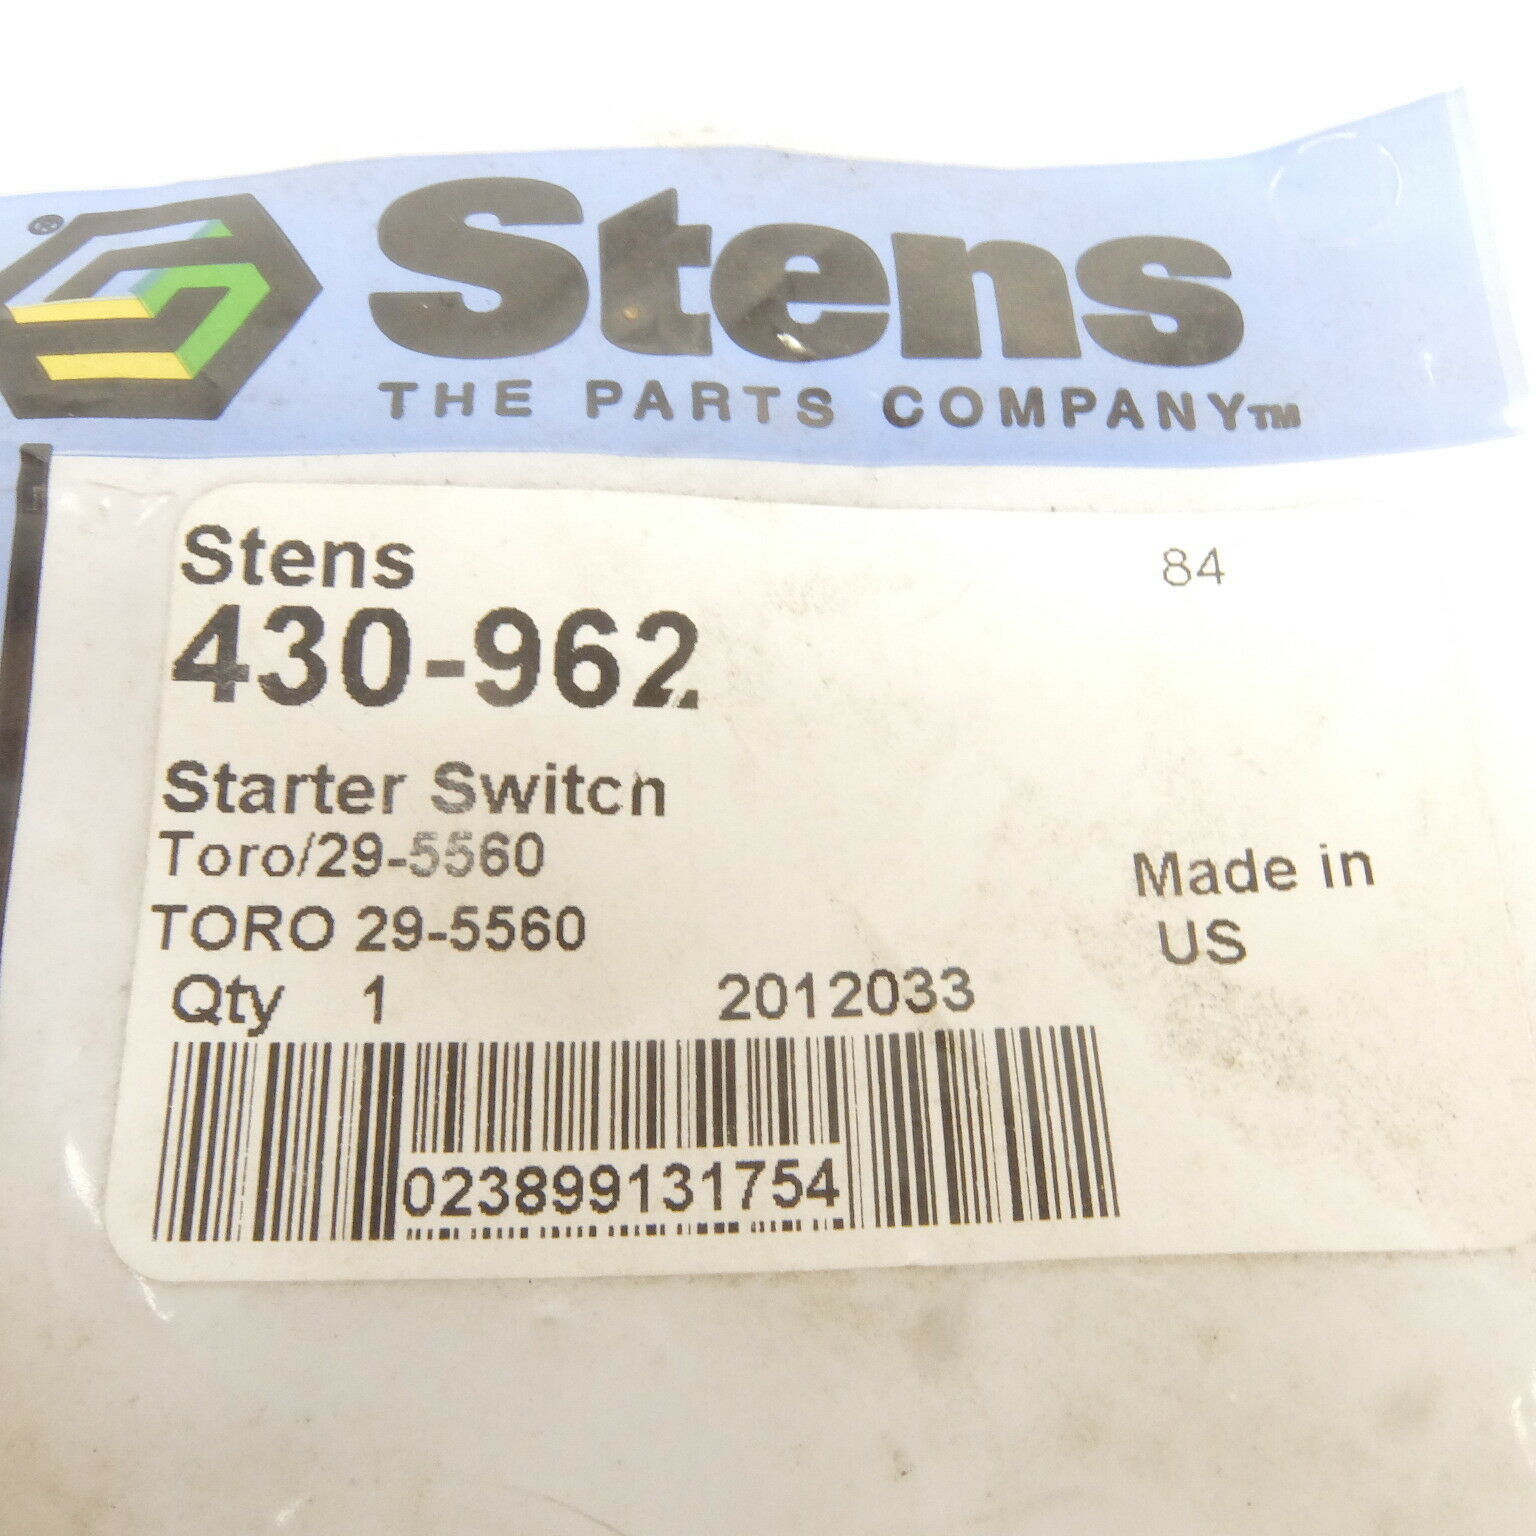 ®
Stens
THE PARTS COMPANY™
Stens
84
430-962
Starter Switch
Toro/29-5560
Made in
TORO 29-5560
US
Qty 1 2012033
023899131754